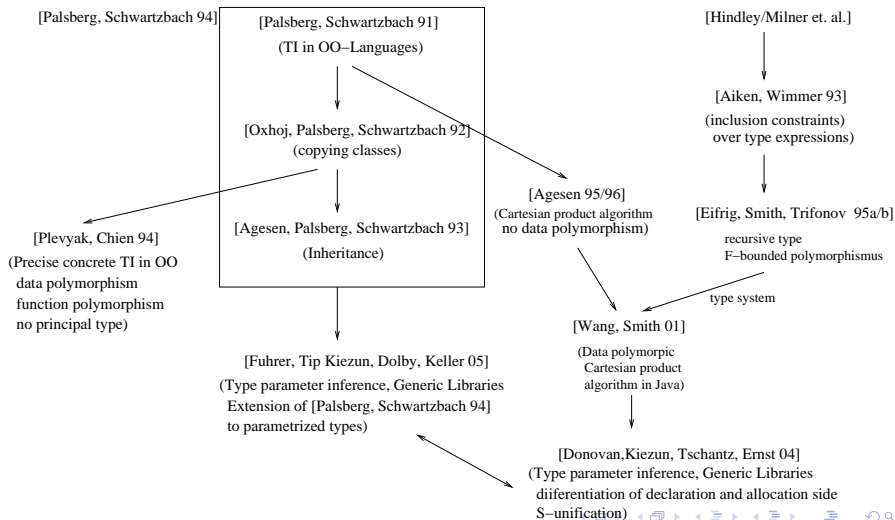 [Palsberg, Schwartzbach 94]
[Palsberg, Schwartzbach 91]
(TI in OO−Languages)
[Hindley/Milner et. al.]
[Aiken, Wimmer 93]
(inclusion constraints)
over type expressions)
[Oxhoj, Palsberg, Schwartzbach 92]
(copying classes)
[Agesen 95/96]
(Cartesian product algorithm
no data polymorphism)
[Eifrig, Smith, Trifonov 95a/b]
recursive type
F−bounded polymorphismus
[Agesen, Palsberg, Schwartzbach 93]
(Inheritance)
[Plevyak, Chien 94]
(Precise concrete TI in OO
data polymorphism
function polymorphism
no principal type)
type system
[Wang, Smith 01]
(Data polymorpic
Cartesian product
algorithm in Java)
[Fuhrer, Tip Kiezun, Dolby, Keller 05]
(Type parameter inference, Generic Libraries
Extension of [Palsberg, Schwartzbach 94]
to parametrized types)
[Donovan,Kiezun, Tschantz, Ernst 04]
(Type parameter inference, Generic Libraries
diifferentiation of declaration and allocation side
S−unification)